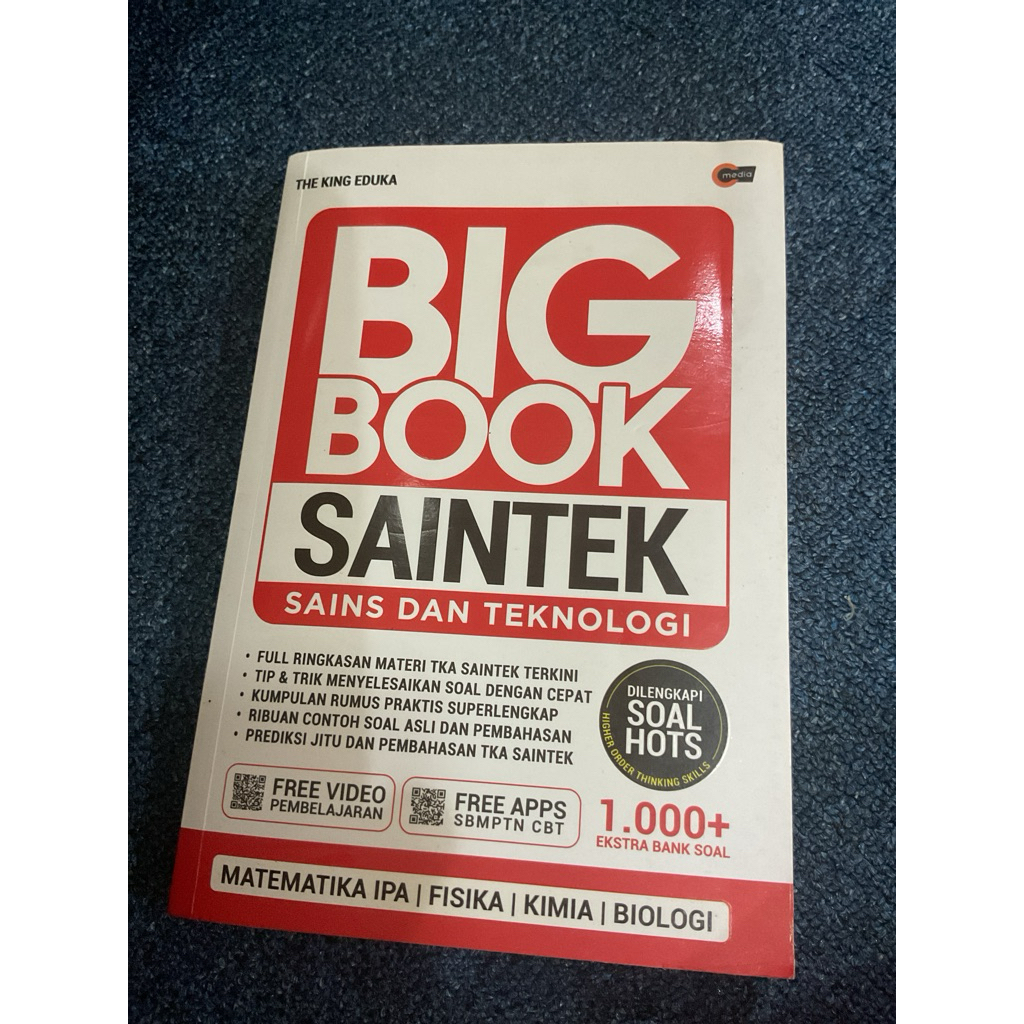 THE KING EDUKA
media
BIG
BOOK
SAINTEK
SAINS DAN TEKNOLOGI
• FULL RINGKASAN MATERI TKA SAINTEK TERKINI
• TIP & TRIK MENYELESAIKAN SOAL DENGAN CEPAT
• KUMPULAN RUMUS PRAKTIS SUPERLENGKAP
• RIBUAN CONTOH SOAL ASLI DAN PEMBAHASAN
• PREDIKSI JITU DAN PEMBAHASAN TKA SAINTEK
DILENGKAPI
SOAL
HOTS
HIGHER ORDER THINKING SKILLS
FREE VIDEO
PEMBELAJARAN
FREE APPS
SBMPTN CBT
1.000+
EKSTRA BANK SOAL
MATEMATIKA IPA | FISIKA | KIMIA | BIOLOGI